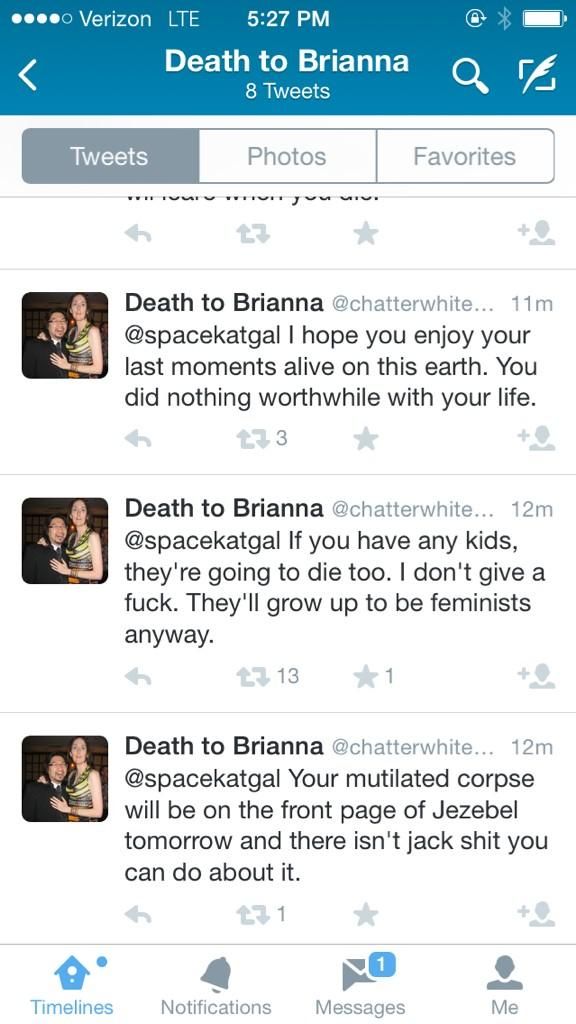 Verizon LTE 5:27 PM
Death to Brianna
8 Tweets
Tweets Photos Favorites
when you die.
Death to Brianna @chatterwhite... 11m
@spacekatgal I hope you enjoy your
last moments alive on this earth. You
did nothing worthwhile with your life.
3
Death to Brianna @chatterwhite... 12m
@spacekatgal If you have any kids,
they're going to die too. I don't give a
fuck. They'll grow up to be feminists
anyway.
13 1
Death to Brianna @chatterwhite... 12m
@spacekatgal Your mutilated corpse
will be on the front page of Jezebel
tomorrow and there isn't jack shit you
can do about it.
1
1
Timelines Notifications Messages Me